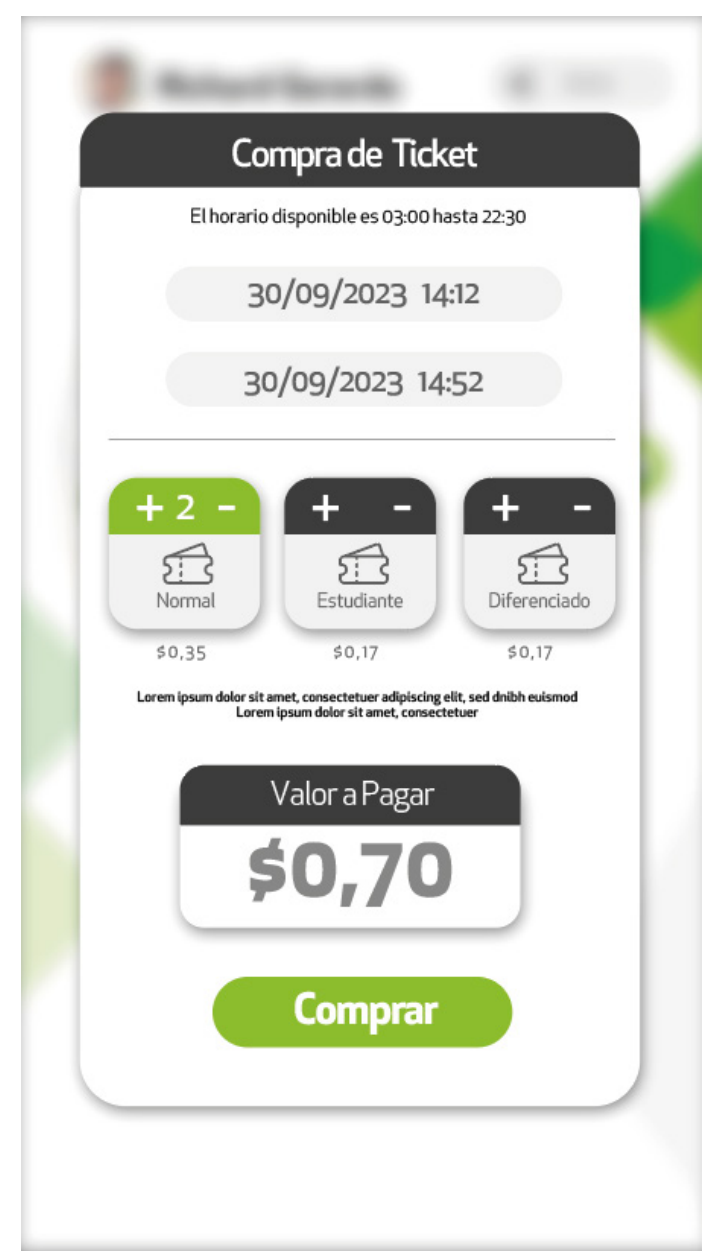 Compra de Ticket
El horario disponible es 03:00 hasta 22:30
30/09/2023 14:12
30/09/2023 14:52
+ 2 - + - + -
Normal Estudiante Diferenciado
$0,35 $0,17 $0,17
Lorem ipsum dolor sit amet, consectetuer adipiscing elit, sed dnibh euismod
Lorem ipsum dolor sit amet, consectetuer
Valor a Pagar
$0,70
Comprar